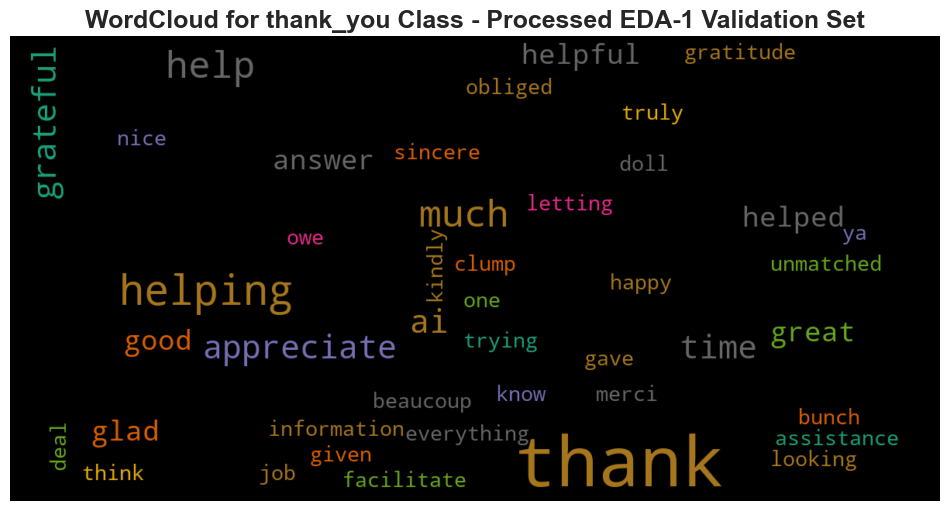 WordCloud for thank_you Class - Processed EDA-1 Validation Set
grateful
help
helpful
gratitude
obliged
truly
nice
answer
sincere
doll
much
letting
helped
owe
ya
kindly
clump
unmatched
helping
happy
one
ai
good
appreciate
trying
time
great
gave
beaucoup
know
merci
deal
glad
information
everything
thank
bunch
assistance
given
looking
think
job
facilitate